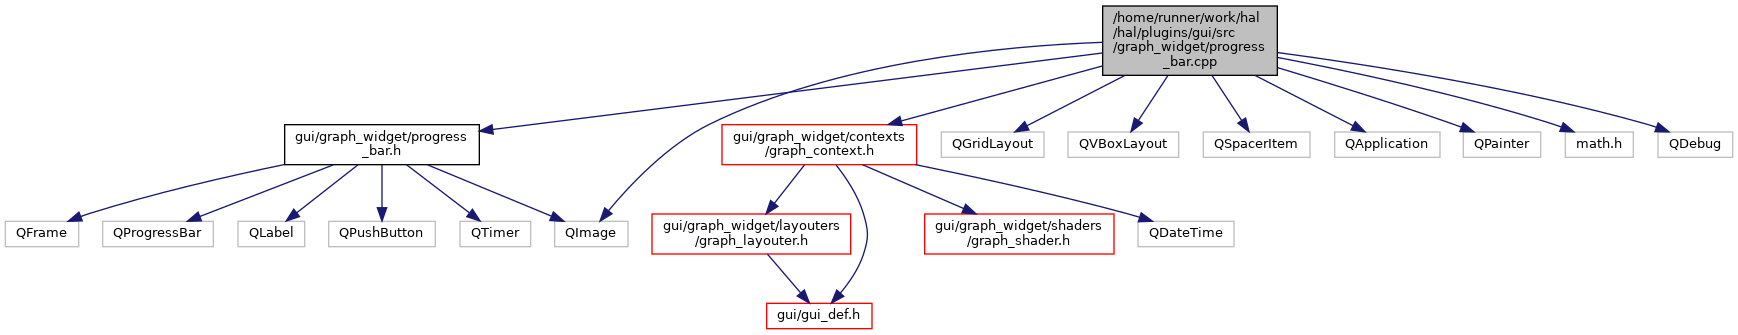 /home/runner/work/hal
/hal/plugins/gui/src
/graph_widget/progress
_bar.cpp
gui/graph_widget/progress
_bar.h
gui/graph_widget/contexts
/graph_context.h
QGridLayout
QVBoxLayout
QSpacerItem
QApplication
QPainter
math.h
QDebug
QFrame
QProgressBar
QLabel
QPushButton
QTimer
QImage
gui/graph_widget/layouters
/graph_layouter.h
gui/graph_widget/shaders
/graph_shader.h
QDateTime
gui/gui_def.h